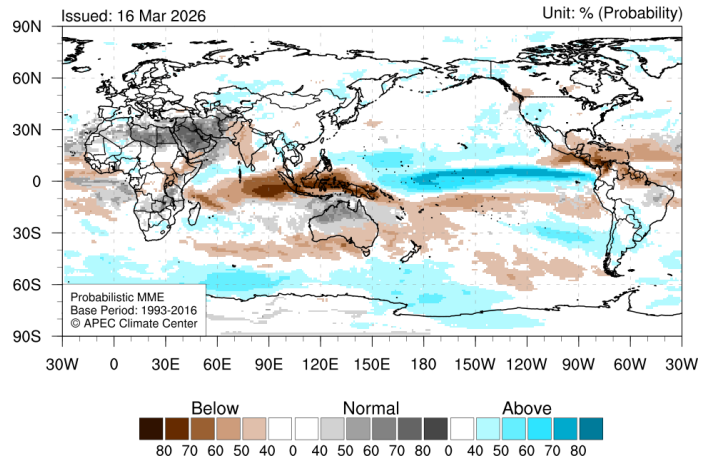 Issued: 16 Mar 2026
Unit: % (Probability)
90N
60N
30N
0
30S
60S
90S
Probabilistic MME
Base Period: 1993-2016
© APEC Climate Center
30W 0 30E 60E 90E 120E 150E 180 150W 120W 90W 60W 30W
Below Normal Above
80 70 60 50 40 0 40 50 60 70 80 0 40 50 60 70 80